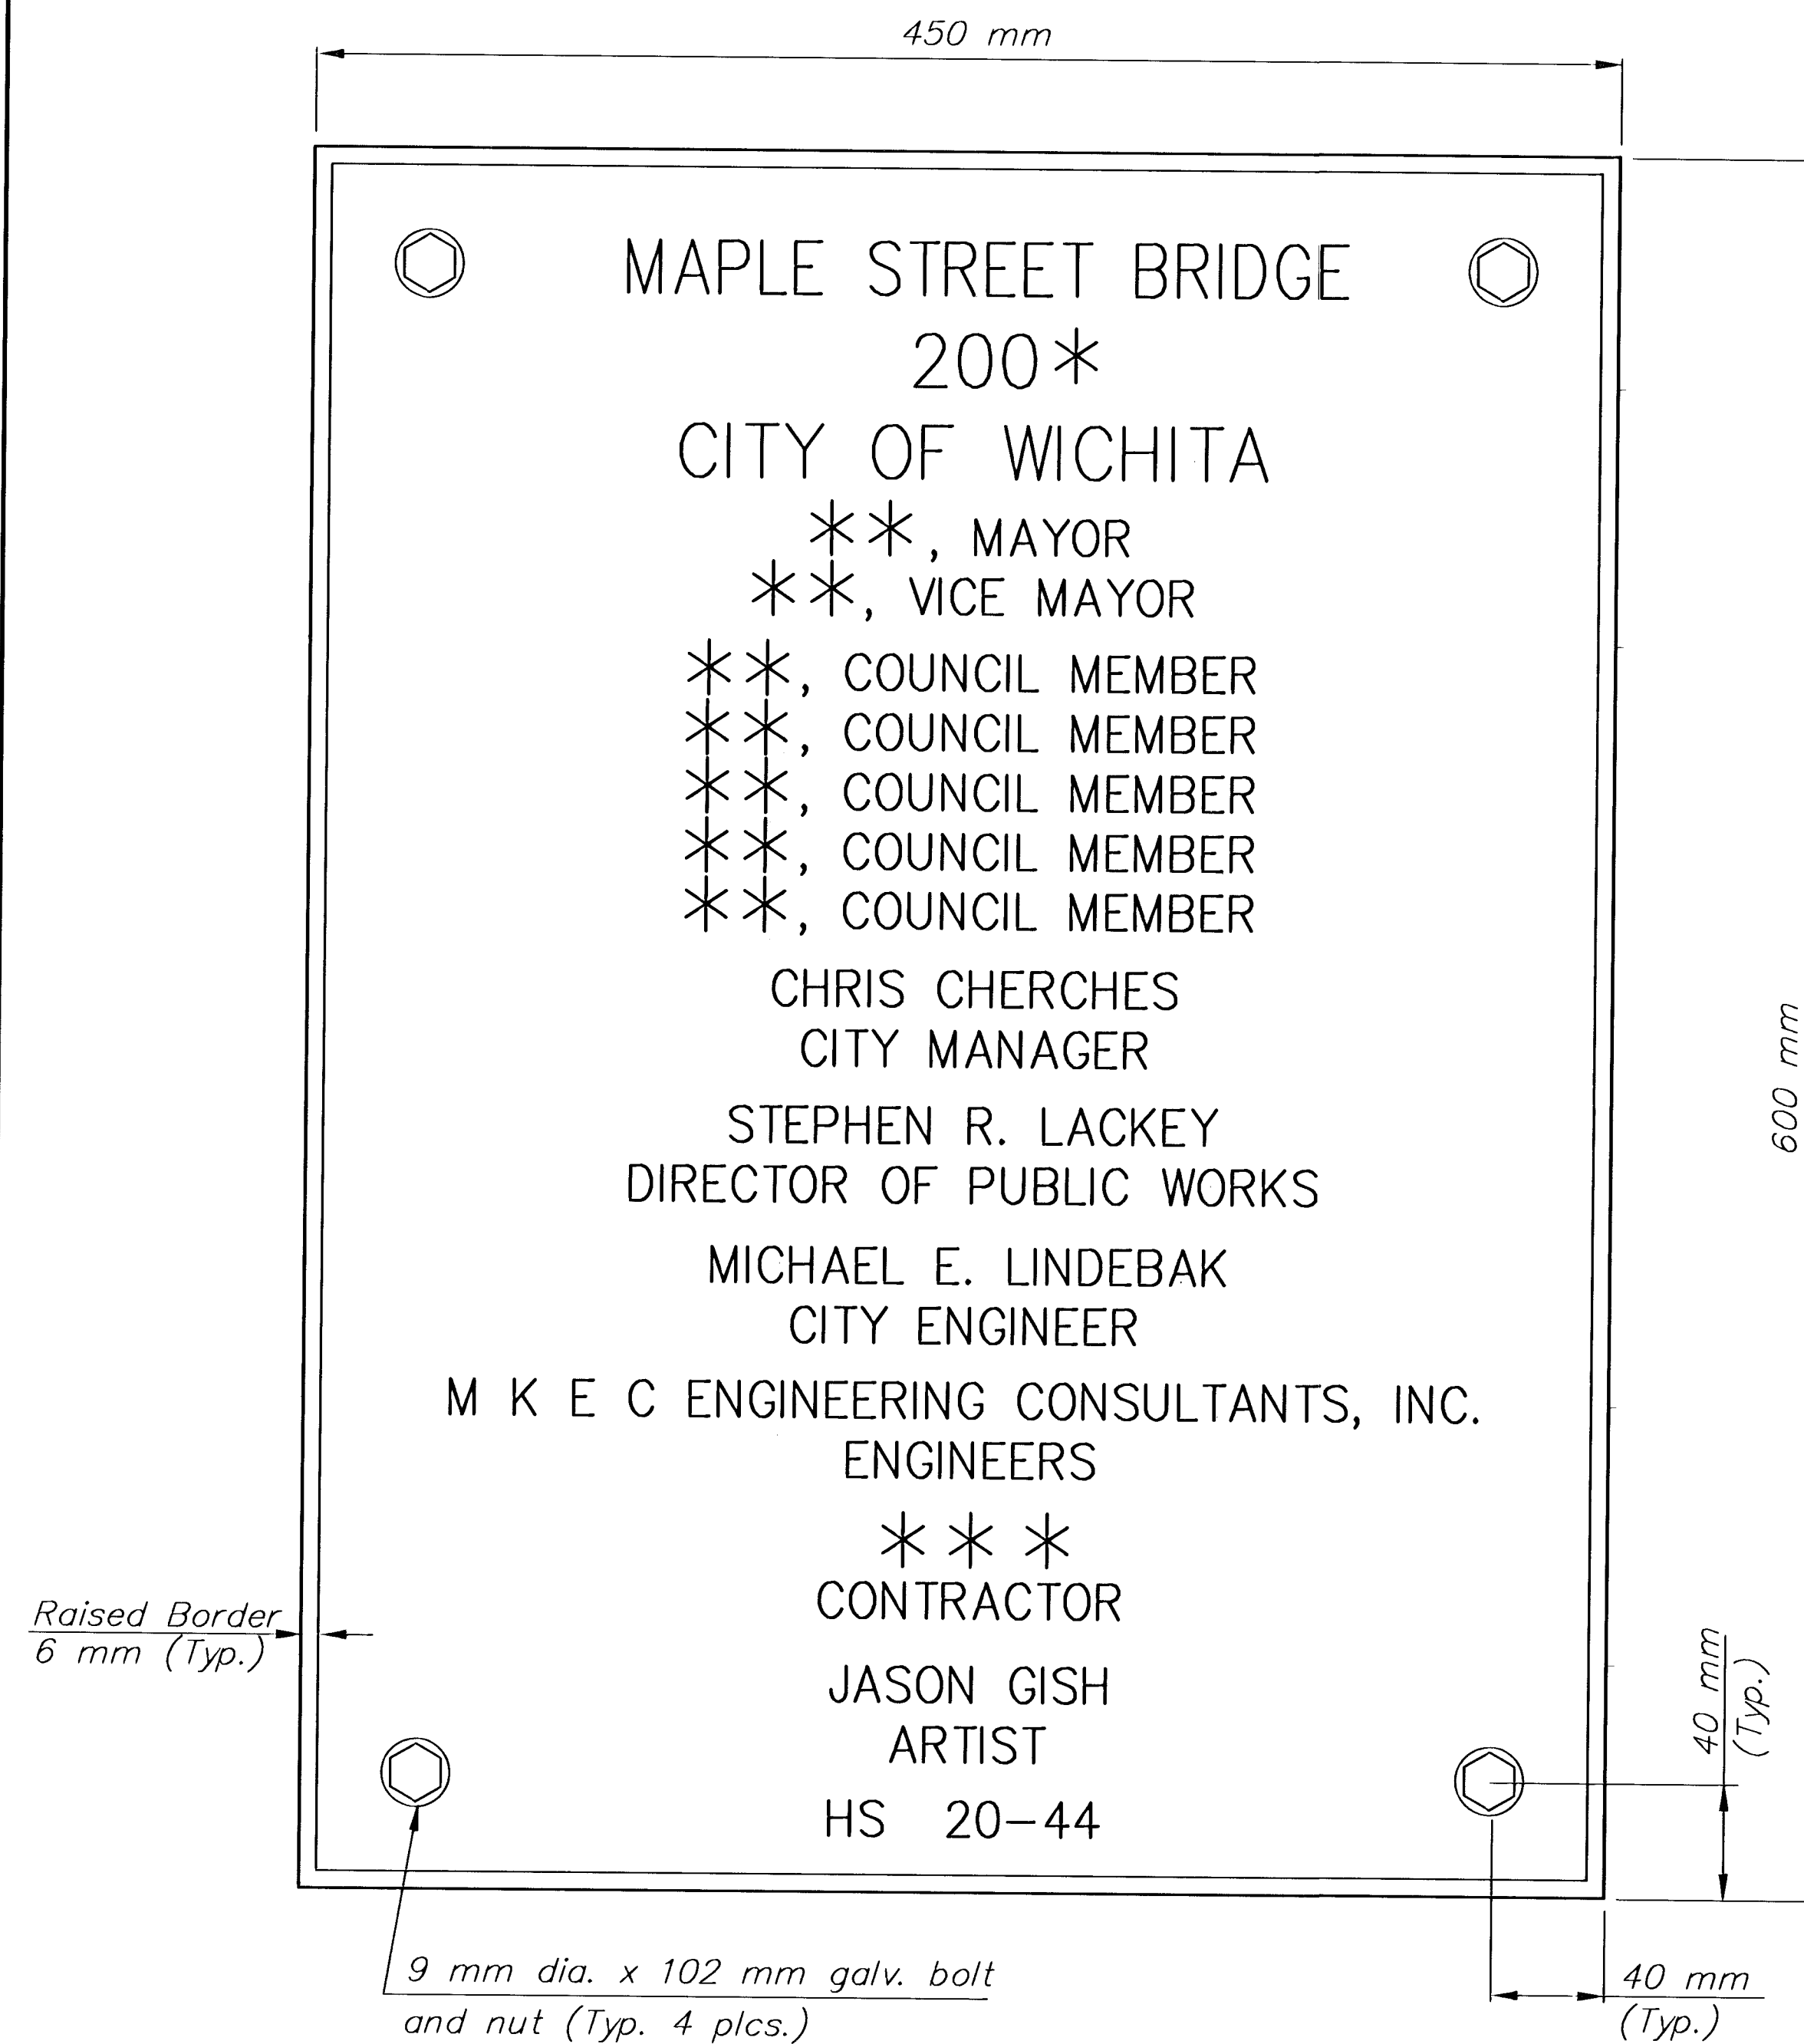 450 mm
MAPLE STREET BRIDGE
200*
CITY OF WICHITA
**, MAYOR
**, VICE MAYOR
**, COUNCIL MEMBER
**, COUNCIL MEMBER
**, COUNCIL MEMBER
**, COUNCIL MEMBER
**, COUNCIL MEMBER
CHRIS CHERCHES
CITY MANAGER
600 mm
STEPHEN R. LACKEY
DIRECTOR OF PUBLIC WORKS
MICHAEL E. LINDEBAK
CITY ENGINEER
M K E C ENGINEERING CONSULTANTS, INC.
ENGINEERS
* * *
CONTRACTOR
Raised Border
6 mm (Typ.)
JASON GISH
ARTIST
40 mm
(Typ.)
HS 20-44
9 mm dia. x 102 mm galv. bolt
and nut (Typ. 4 plcs.)
40 mm
(Typ.)